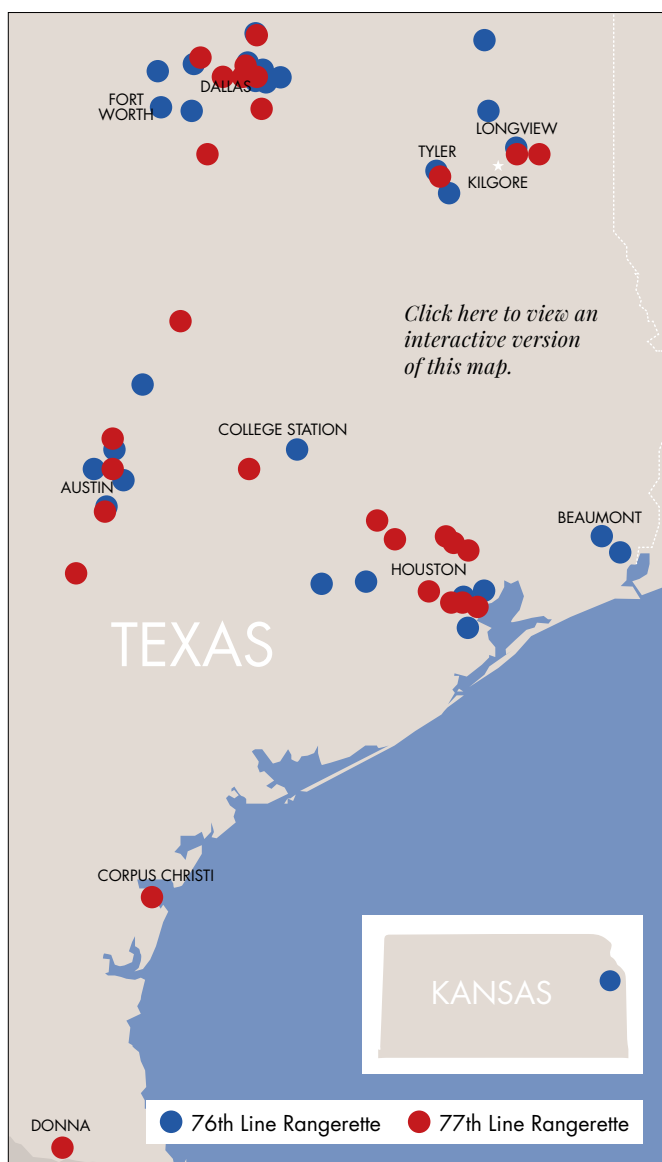 DALLAS
FORT
WORTH
LONGVIEW
TYLER
KILGORE
Click here to view an
interactive version
of this map.
COLLEGE STATION
AUSTIN
BEAUMONT
HOUSTON
TEXAS
CORPUS CHRISTI
KANSAS
DONNA
76th Line Rangerette
77th Line Rangerette